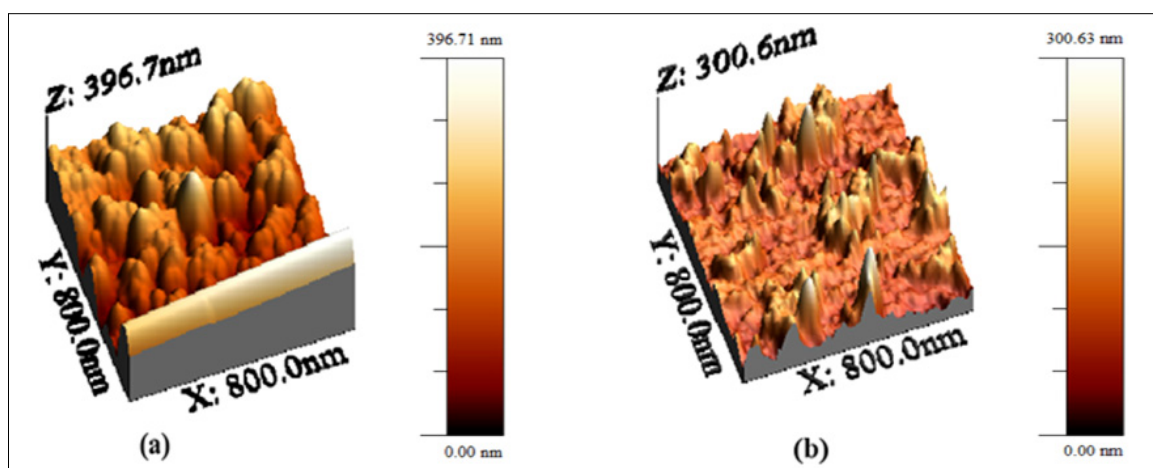 Z: 396.7nm
396.71 nm
Y: 800.0nm
X: 800.0nm
0.00 nm
(a)
Z: 300.6nm
300.63 nm
Y: 800.0nm
X: 800.0nm
0.00 nm
(b)